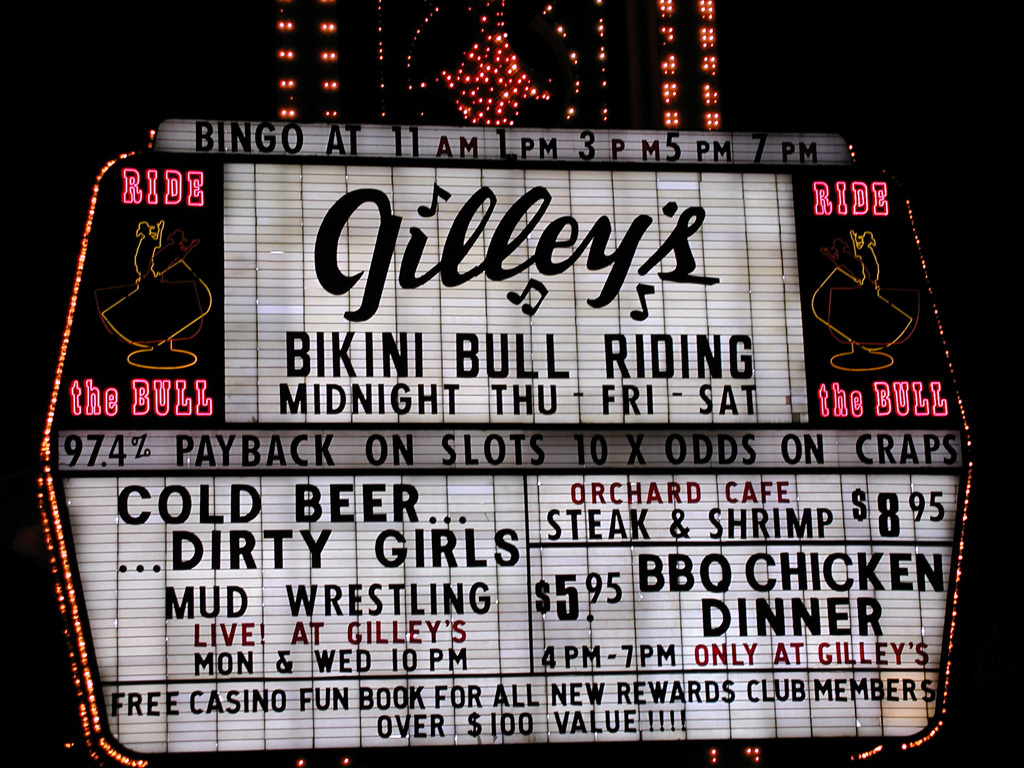 BINGO AT 11 AM 1 PM 3 P M 5 PM 7 PM
RIDE
the BULL
Gilley's
BIKINI BULL RIDING
MIDNIGHT THU - FRI - SAT
RIDE
the BULL
97.4% PAYBACK ON SLOTS 10 X ODDS ON CRAPS
COLD BEER...
...DIRTY GIRLS
MUD WRESTLING
LIVE! AT GILLEY'S
MON & WED 10 PM
ORCHARD CAFE
STEAK & SHRIMP $8 95
$5.95 BBQ CHICKEN
DINNER
4 PM-7PM ONLY AT GILLEY'S
FREE CASINO FUN BOOK FOR ALL NEW REWARDS CLUB MEMBERS
OVER $100 VALUE !!!!